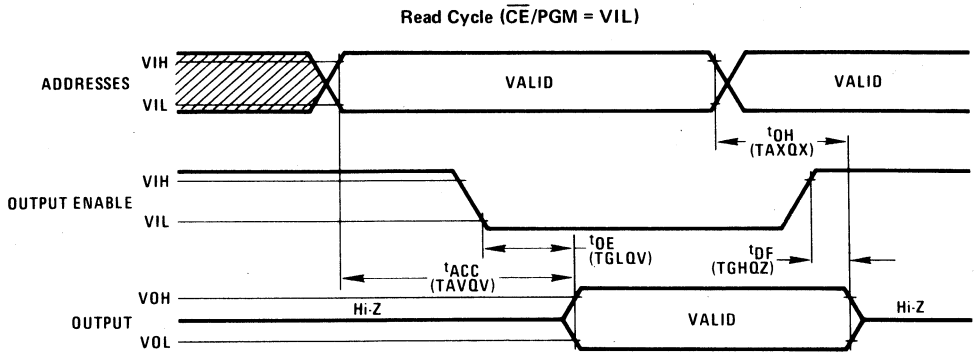 Read Cycle (C̅E̅/PGM = VIL)
VIH
ADDRESSES
VALID
VALID
VIL
tOH
(TAXQX)
VIH
OUTPUT ENABLE
VIL
tOE
(TGLQV)
tDF
(TGHQZ)
tACC
(TAVQV)
VOH
Hi-Z
Hi-Z
OUTPUT
VALID
VOL